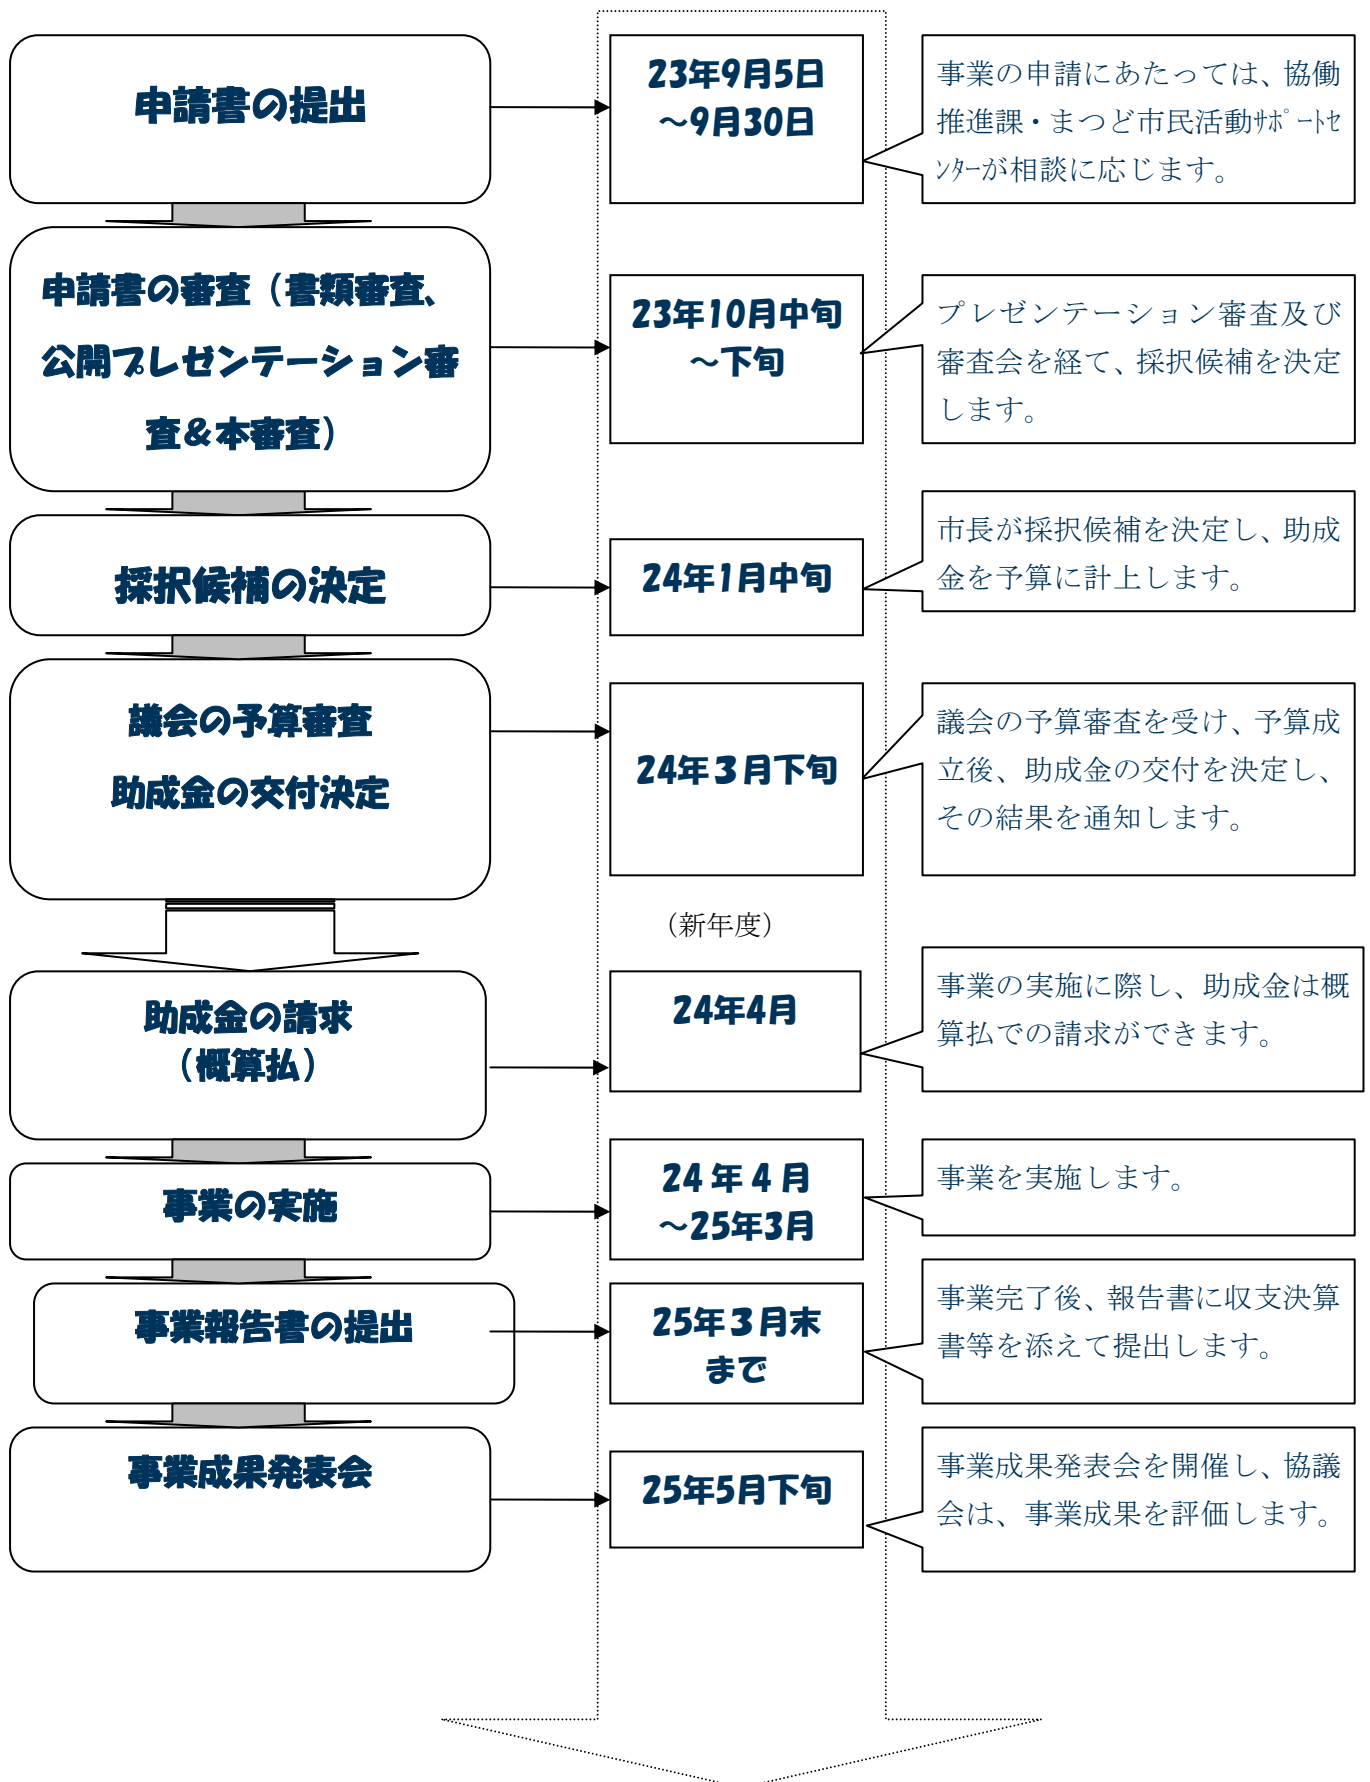 申請書の提出
23年9月5日
～9月30日
事業の申請にあたっては、協働
推進課・まつど市民活動ｻﾎﾟｰﾄｾ
ﾝﾀｰが相談に応じます。
申請書の審査（書類審査、
公開プレゼンテーション審
査＆本審査）
23年10月中旬
～下旬
プレゼンテーション審査及び
審査会を経て、採択候補を決定
します。
採択候補の決定
24年1月中旬
市長が採択候補を決定し、助成
金を予算に計上します。
議会の予算審査
助成金の交付決定
24年３月下旬
議会の予算審査を受け、予算成
立後、助成金の交付を決定し、
その結果を通知します。
（新年度）
助成金の請求
（概算払）
24年4月
事業の実施に際し、助成金は概
算払での請求ができます。
事業の実施
24 年 4 月
～25年3月
事業を実施します。
事業報告書の提出
25年３月末
まで
事業完了後、報告書に収支決算
書等を添えて提出します。
事業成果発表会
25年5月下旬
事業成果発表会を開催し、協議
会は、事業成果を評価します。